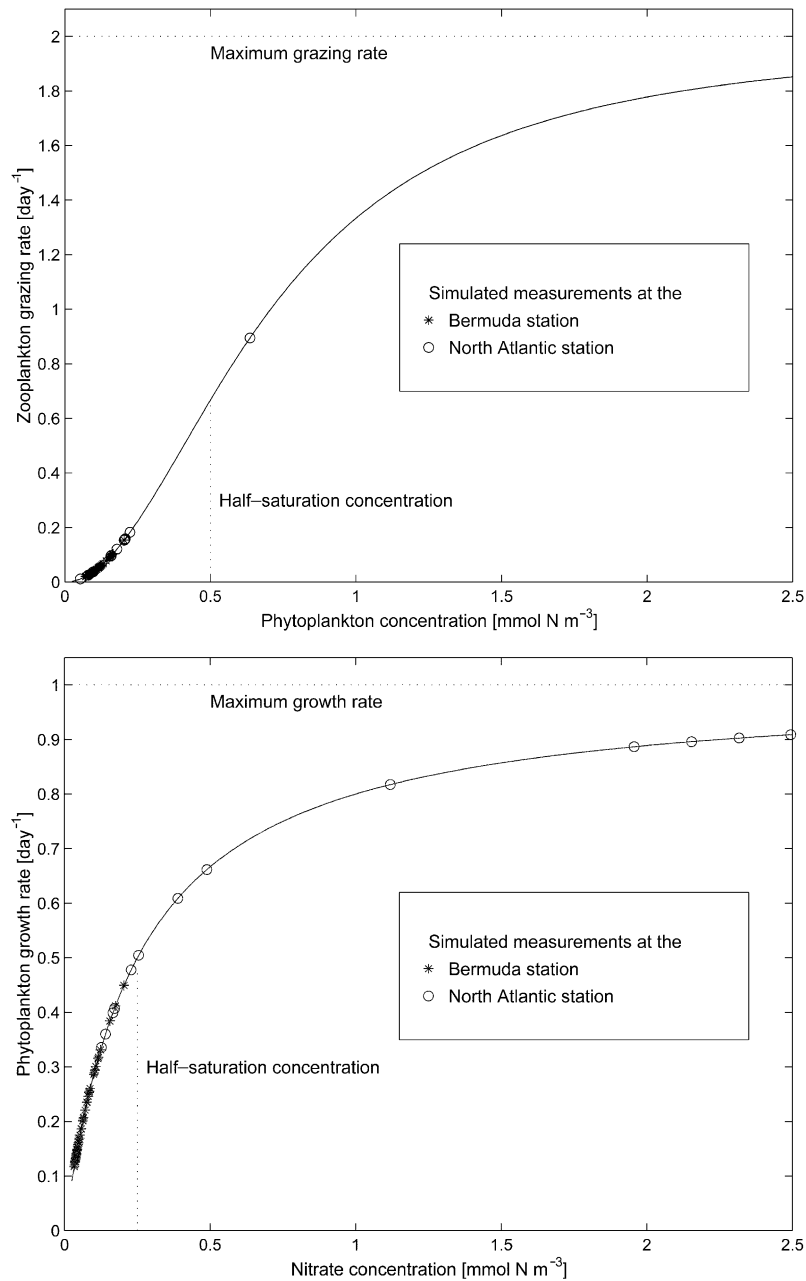 2
Maximum grazing rate
1.8
1.6
1.4
1.2
1
0.8
0.6
0.4
0.2
0
Zooplankton grazing rate [day⁻¹]
Simulated measurements at the
* Bermuda station
○ North Atlantic station
Half−saturation concentration
0 0.5 1 1.5 2 2.5
Phytoplankton concentration [mmol N m⁻³]
1
Maximum growth rate
0.9
0.8
0.7
0.6
0.5
0.4
0.3
0.2
0.1
0
Phytoplankton growth rate [day⁻¹]
Simulated measurements at the
* Bermuda station
○ North Atlantic station
Half−saturation concentration
0 0.5 1 1.5 2 2.5
Nitrate concentration [mmol N m⁻³]